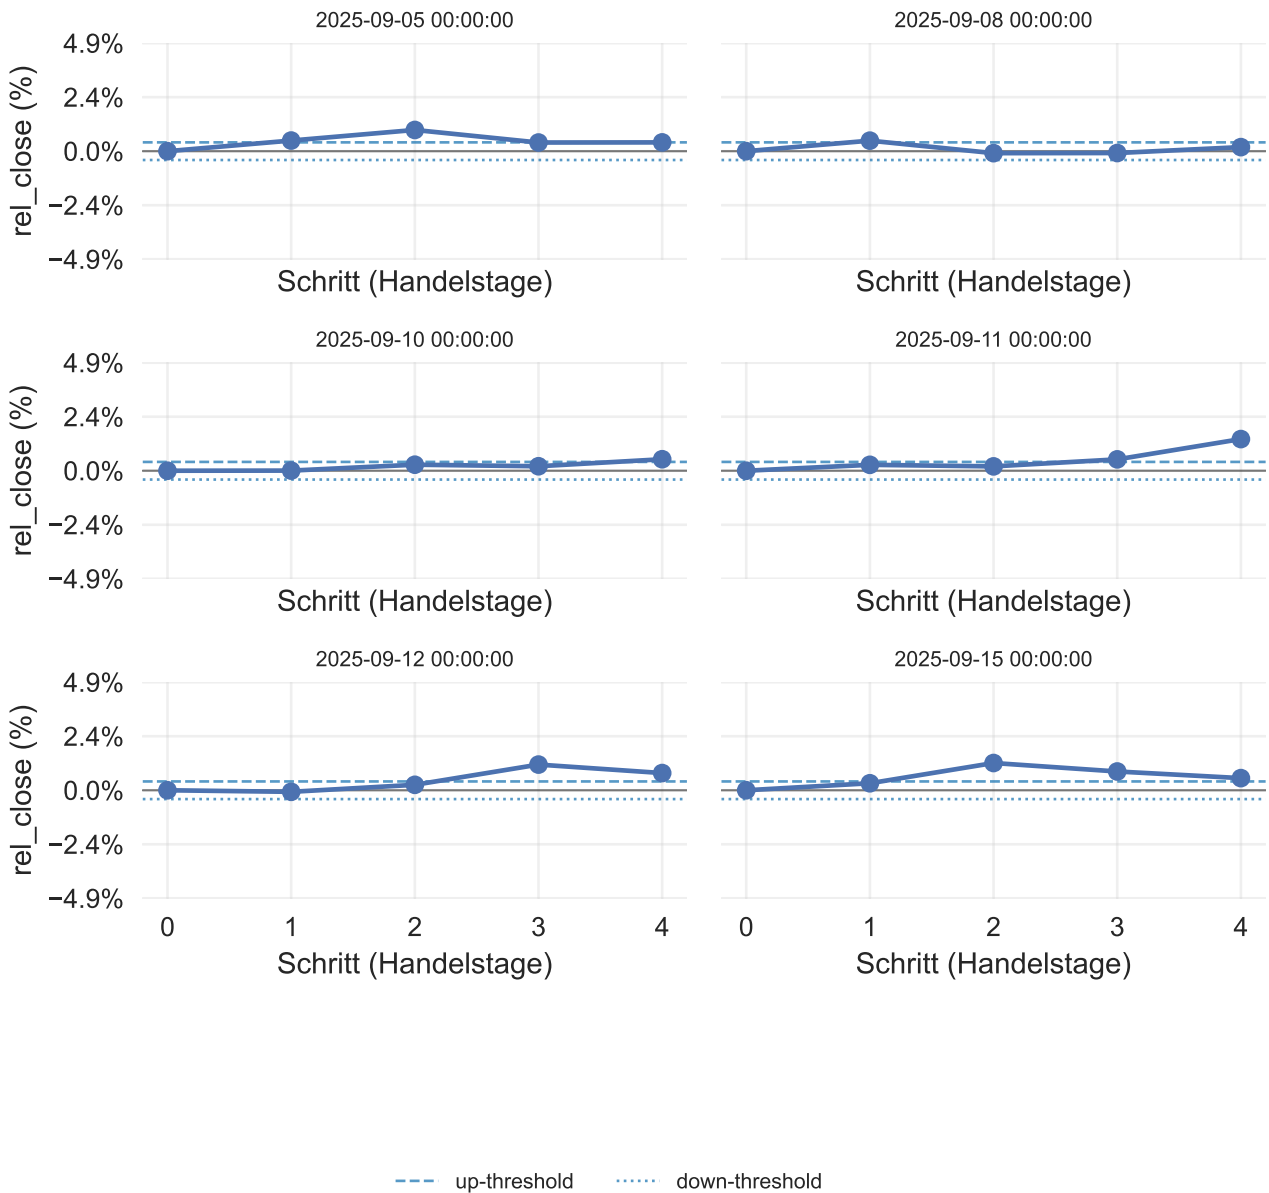 2025-09-05 00:00:00
2025-09-08 00:00:00
rel_close (%)
4.9%
2.4%
0.0%
−2.4%
−4.9%
Schritt (Handelstage)
Schritt (Handelstage)
2025-09-10 00:00:00
2025-09-11 00:00:00
rel_close (%)
4.9%
2.4%
0.0%
−2.4%
−4.9%
Schritt (Handelstage)
Schritt (Handelstage)
2025-09-12 00:00:00
2025-09-15 00:00:00
rel_close (%)
4.9%
2.4%
0.0%
−2.4%
−4.9%
0 1 2 3 4
0 1 2 3 4
Schritt (Handelstage)
Schritt (Handelstage)
up-threshold
down-threshold